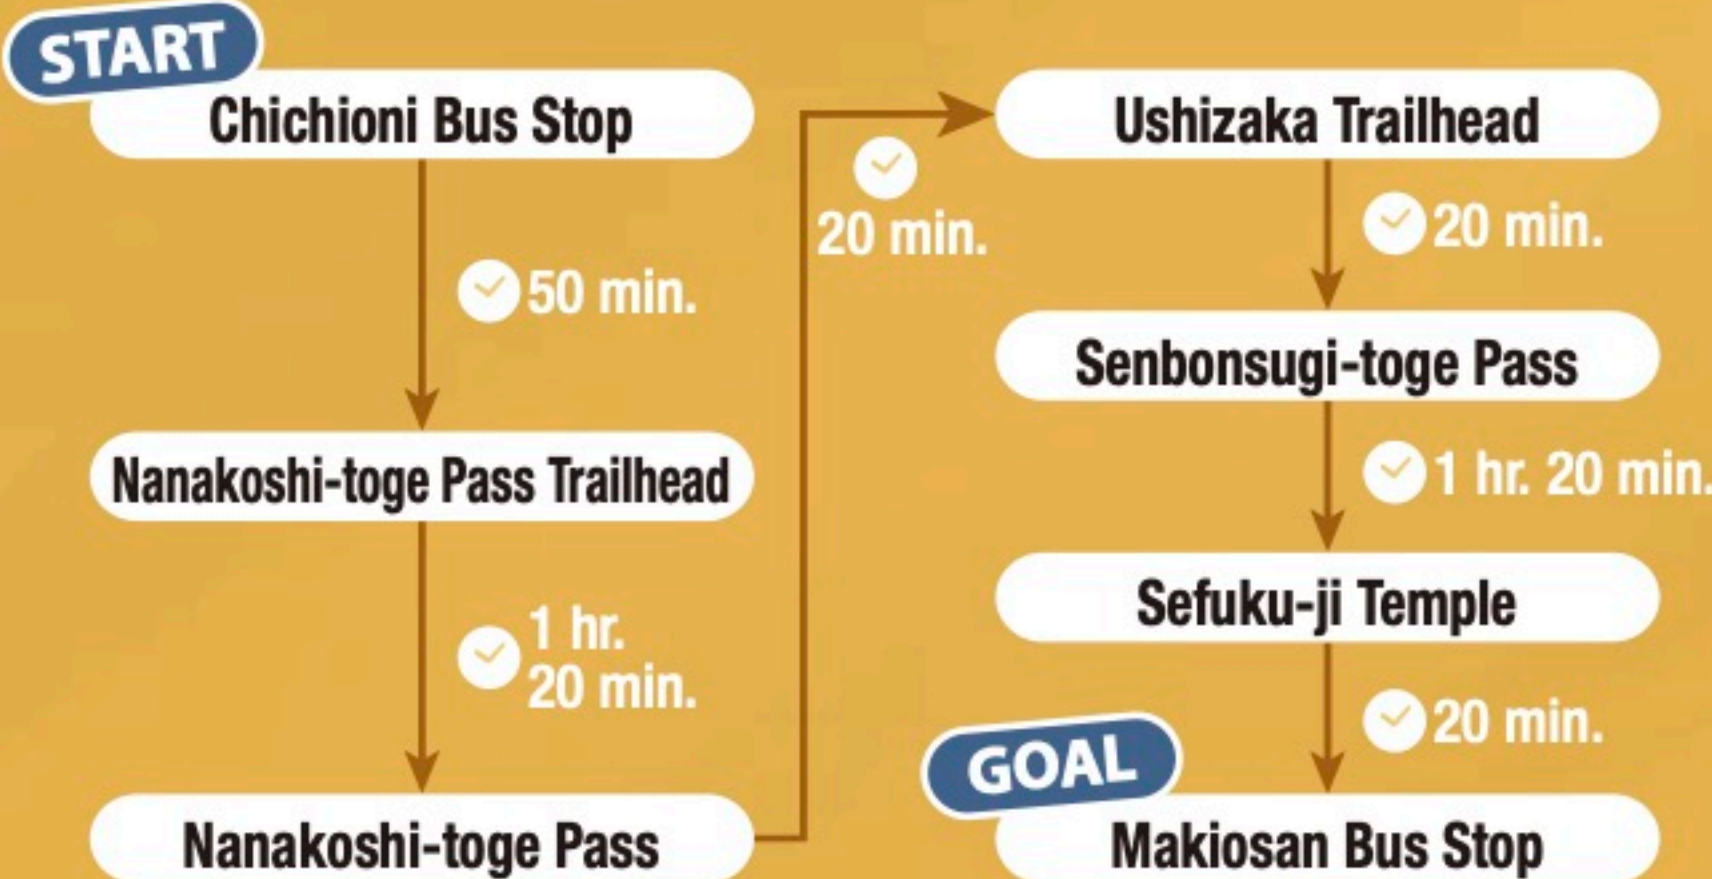 START
Chichioni Bus Stop
50 min.
Nanakoshi-toge Pass Trailhead
1 hr.
20 min.
Nanakoshi-toge Pass
20 min.
Ushizaka Trailhead
20 min.
Senbonsugi-toge Pass
1 hr. 20 min.
Sefuku-ji Temple
20 min.
GOAL
Makiosan Bus Stop